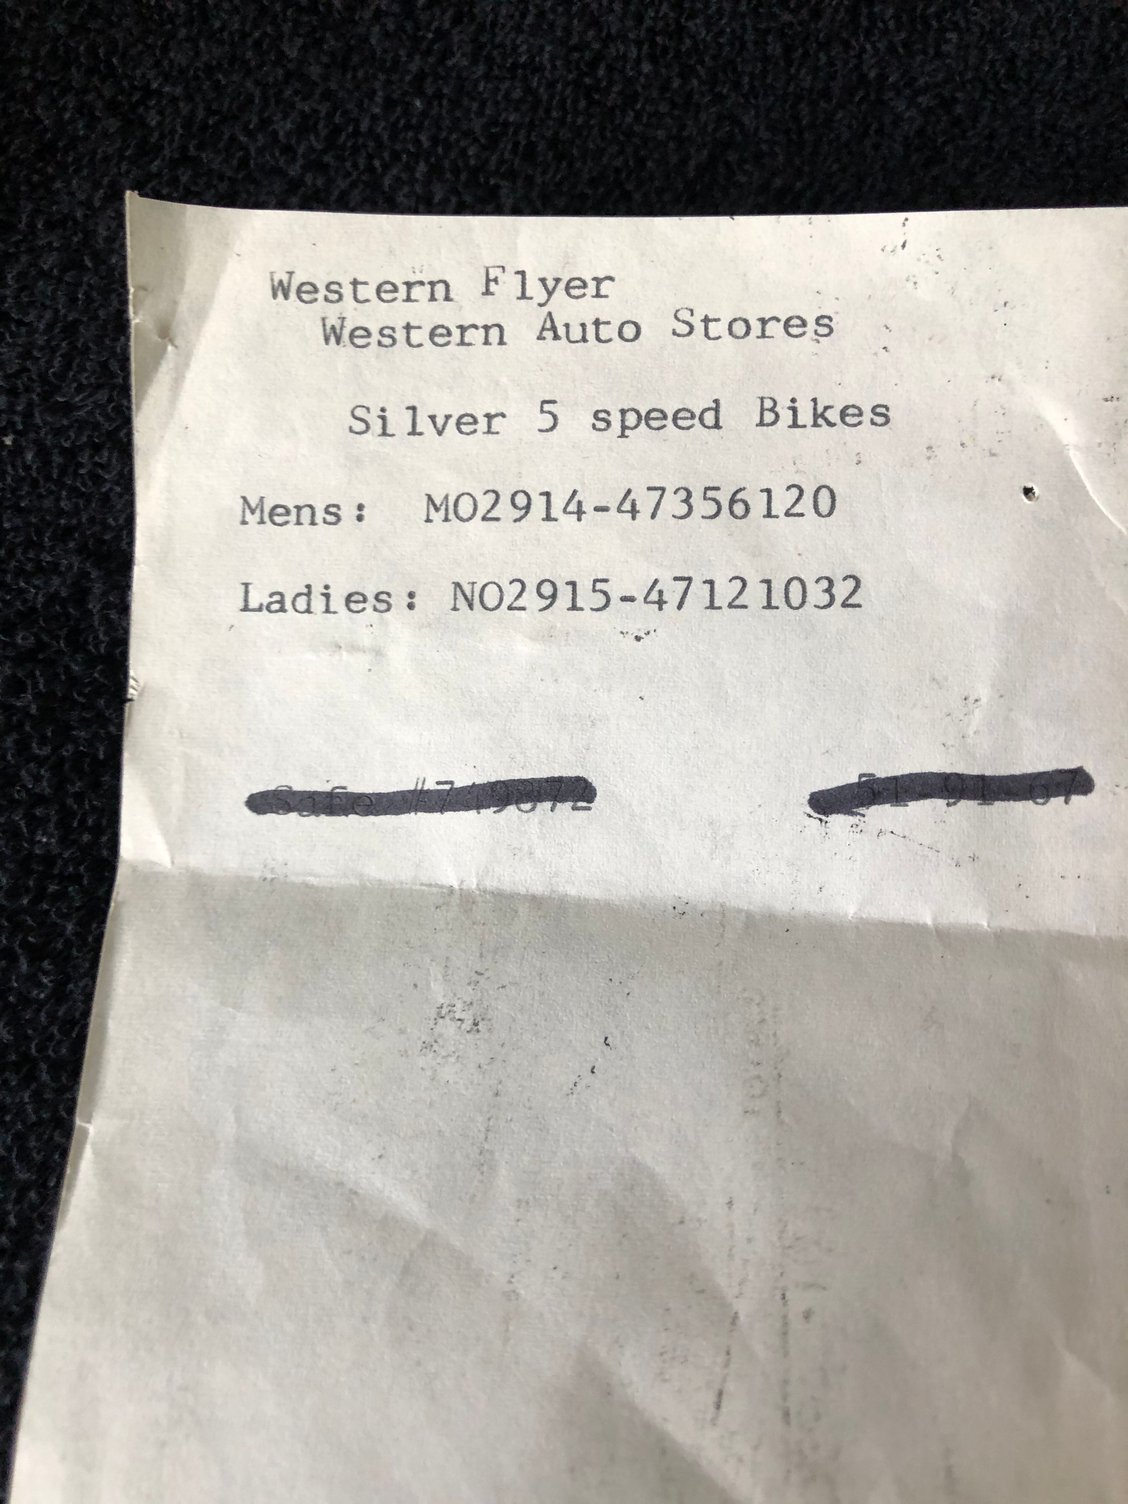 Western Flyer
Western Auto Stores
Silver 5 speed Bikes
Mens: MO2914-47356120
Ladies: NO2915-47121032